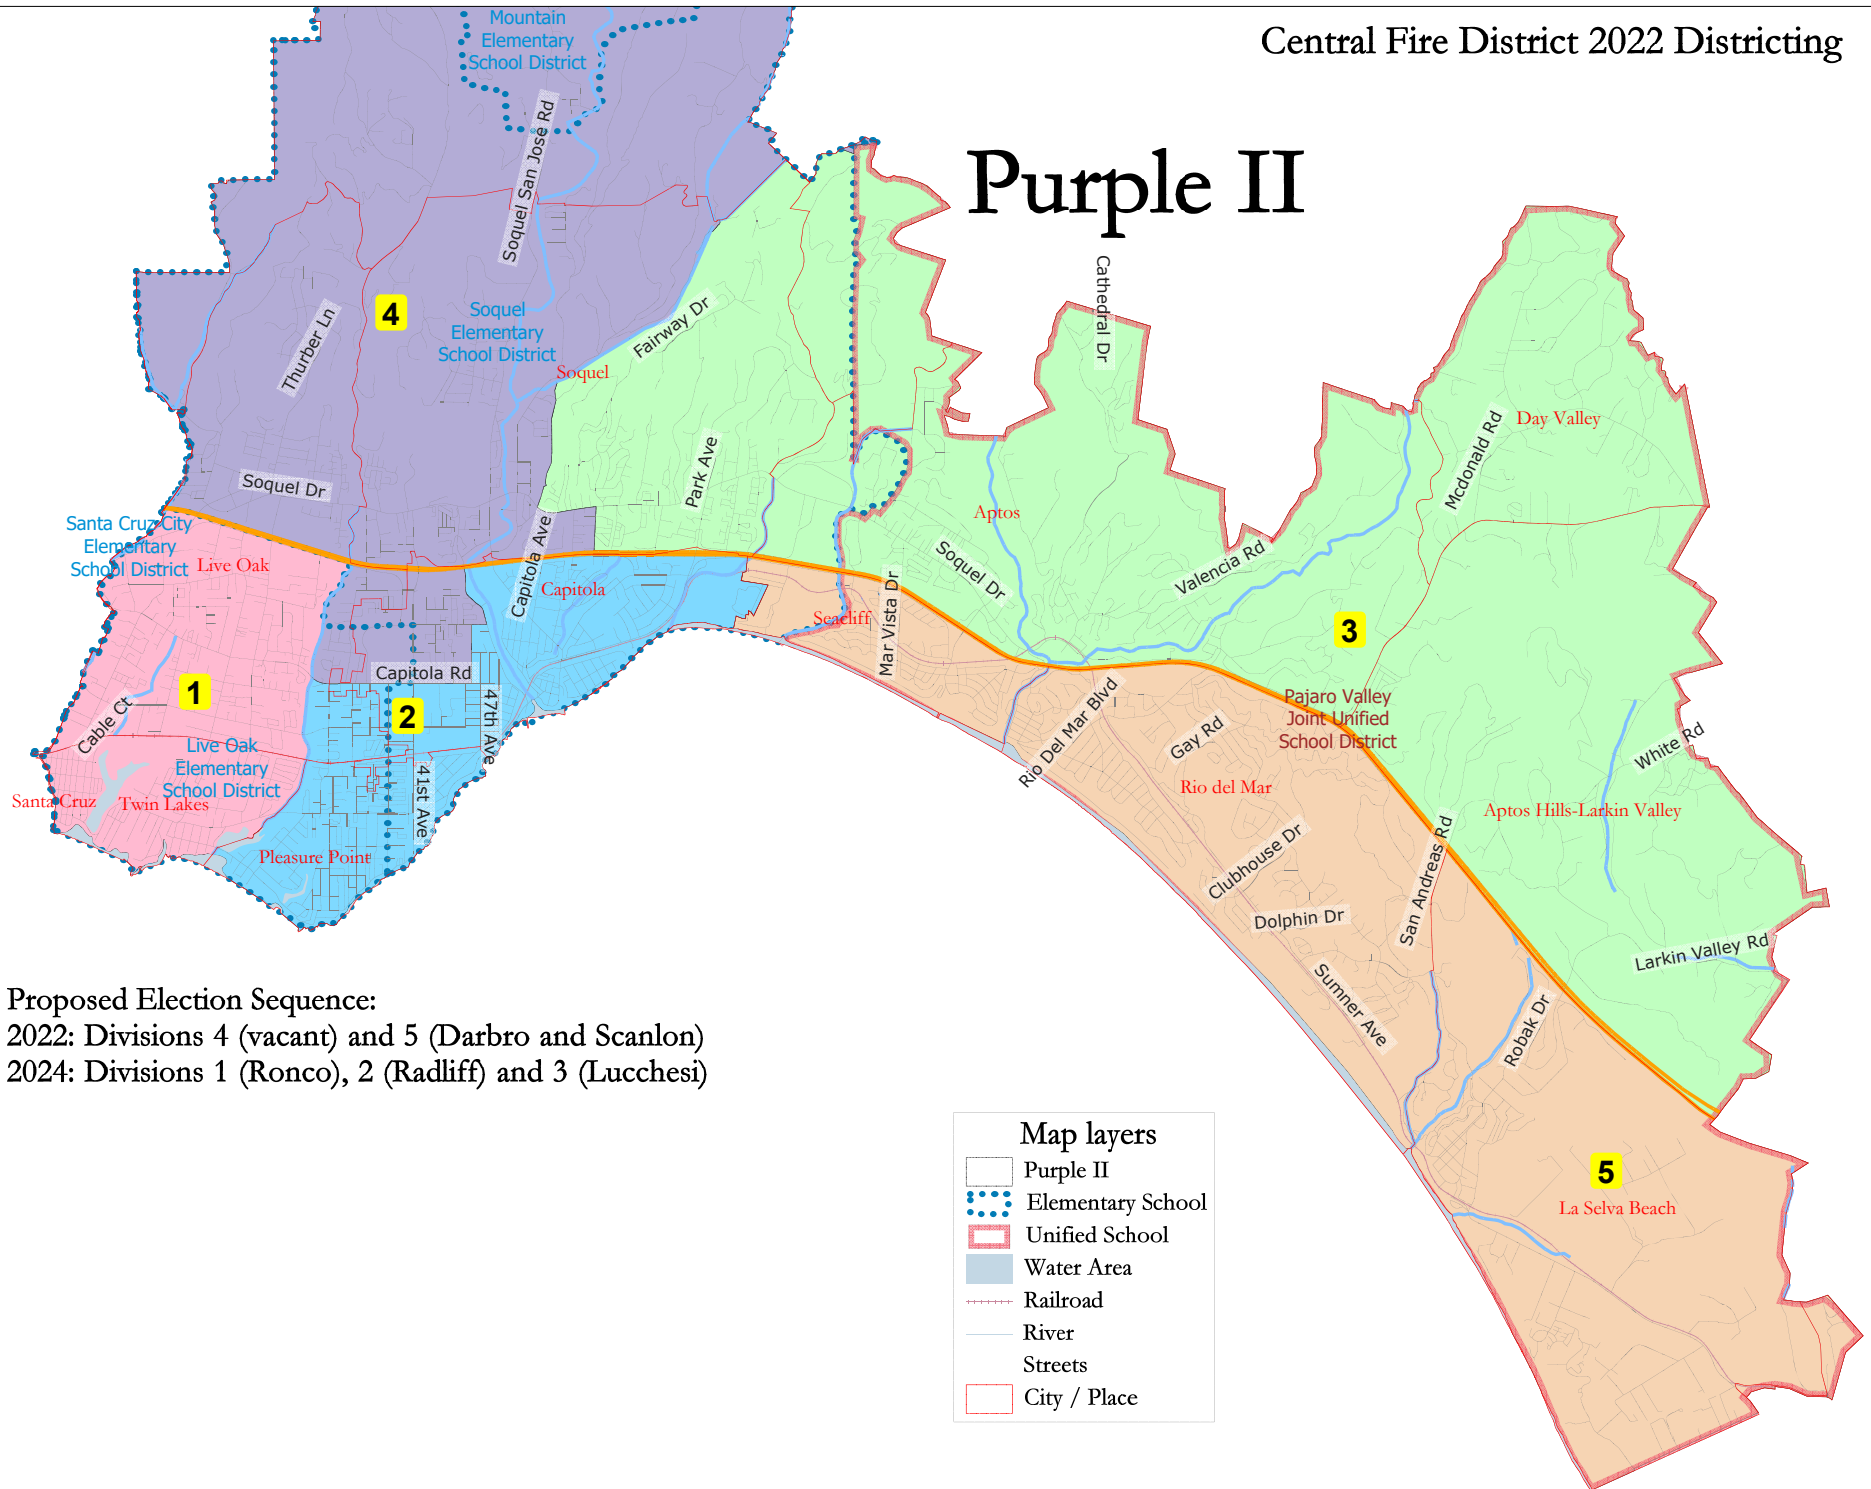 Central Fire District 2022 Districting
Purple II
Mountain
Elementary
School District
Soquel San Jose Rd
4
Thurber Ln
Soquel
Elementary
School District
Soquel
Fairway Dr
Cathedral Dr
Day Valley
Mcdonald Rd
Park Ave
Soquel Dr
Aptos
Santa Cruz City
Elementary
School District
Live Oak
Capitola Ave
Capitola
Soquel Dr
Valencia Rd
Seacliff
Mar Vista Dr
3
Capitola Rd
1
2
47th Ave
Cable Ct
Live Oak
Elementary
School District
41st Ave
Santa Cruz
Twin Lakes
Pleasure Point
Rio Del Mar Blvd
Gay Rd
Pajaro Valley
Joint Unified
School District
White Rd
Rio del Mar
Aptos Hills-Larkin Valley
Clubhouse Dr
San Andreas Rd
Dolphin Dr
Larkin Valley Rd
Sumner Ave
Robak Dr
5
La Selva Beach
Proposed Election Sequence:
2022: Divisions 4 (vacant) and 5 (Darbro and Scanlon)
2024: Divisions 1 (Ronco), 2 (Radliff) and 3 (Lucchesi)
Map layers
Purple II
Elementary School
Unified School
Water Area
Railroad
River
Streets
City / Place